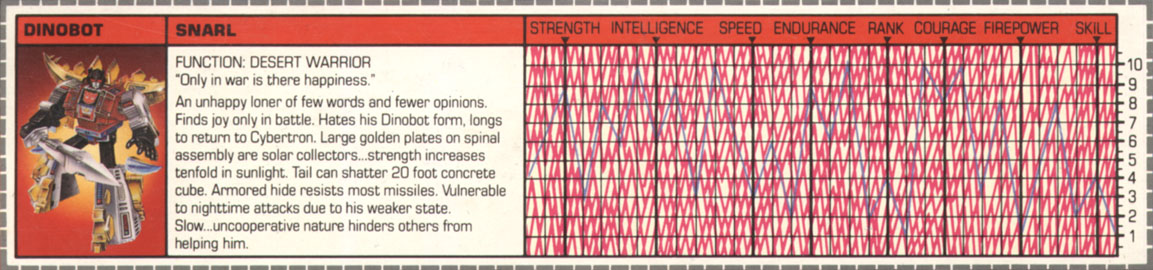 DINOBOT
SNARL
STRENGTH INTELLIGENCE SPEED ENDURANCE RANK COURAGE FIREPOWER SKILL
FUNCTION: DESERT WARRIOR
"Only in war is there happiness."
An unhappy loner of few words and fewer opinions.
Finds joy only in battle. Hates his Dinobot form, longs
to return to Cybertron. Large golden plates on spinal
assembly are solar collectors...strength increases
tenfold in sunlight. Tail can shatter 20 foot concrete
cube. Armored hide resists most missiles. Vulnerable
to nighttime attacks due to his weaker state.
Slow...uncooperative nature hinders others from
helping him.
10
9
8
7
6
5
4
3
2
1